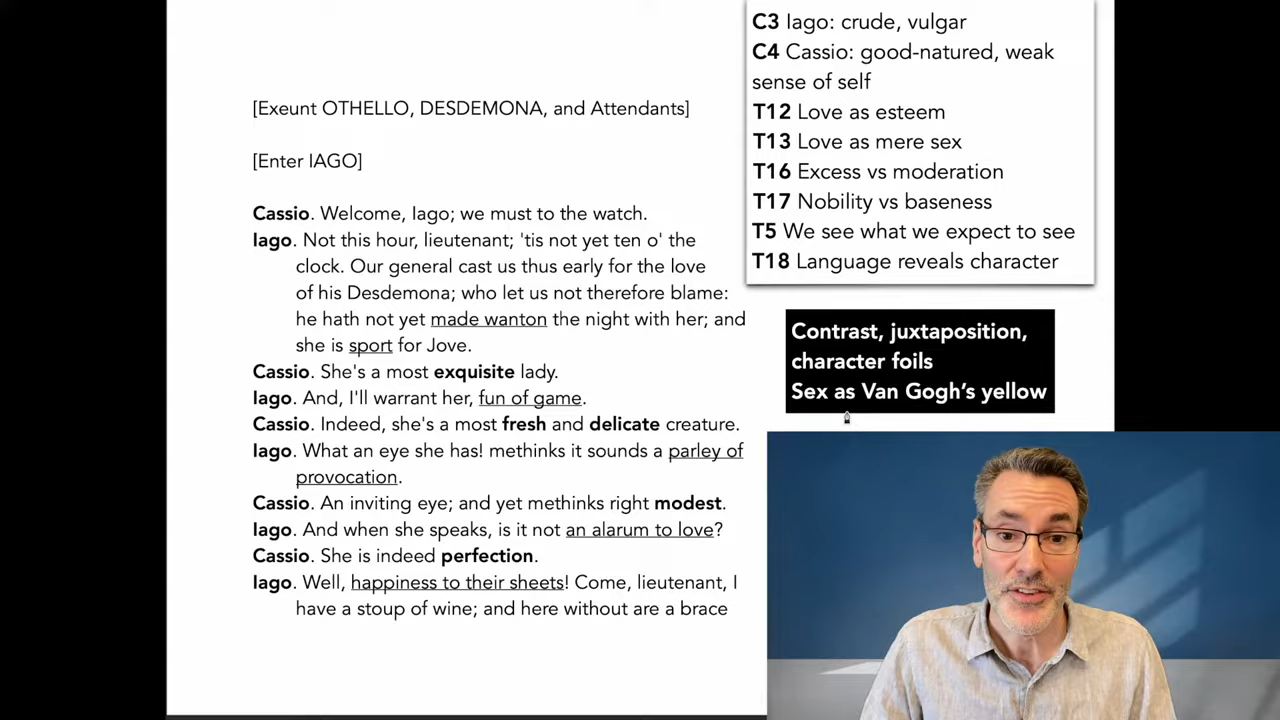 [Exeunt OTHELLO, DESDEMONA, and Attendants]
[Enter IAGO]
Cassio. Welcome, Iago; we must to the watch.
Iago. Not this hour, lieutenant; 'tis not yet ten o' the
clock. Our general cast us thus early for the love
of his Desdemona; who let us not therefore blame:
he hath not yet made wanton the night with her; and
she is sport for Jove.
Cassio. She's a most exquisite lady.
Iago. And, I'll warrant her, fun of game.
Cassio. Indeed, she's a most fresh and delicate creature.
Iago. What an eye she has! methinks it sounds a parley of
provocation.
Cassio. An inviting eye; and yet methinks right modest.
Iago. And when she speaks, is it not an alarum to love?
Cassio. She is indeed perfection.
Iago. Well, happiness to their sheets! Come, lieutenant, I
have a stoup of wine; and here without are a brace
C3 Iago: crude, vulgar
C4 Cassio: good-natured, weak
sense of self
T12 Love as esteem
T13 Love as mere sex
T16 Excess vs moderation
T17 Nobility vs baseness
T5 We see what we expect to see
T18 Language reveals character
Contrast, juxtaposition,
character foils
Sex as Van Gogh's yellow